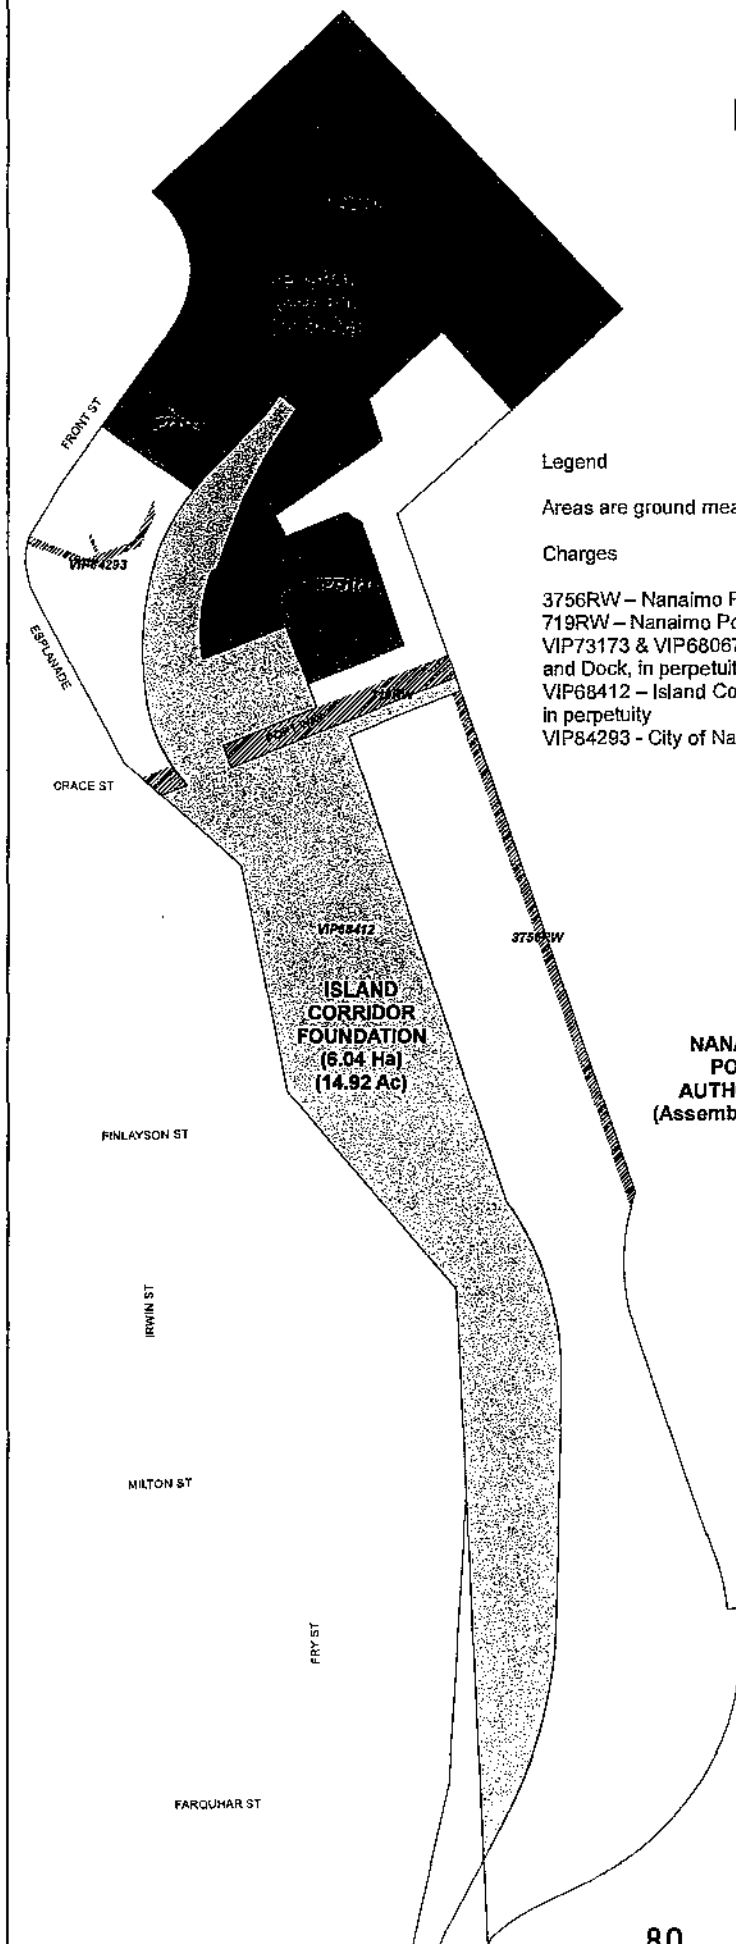 FRONT ST
Legend
Areas are ground mea
Charges
3756RW – Nanaimo P
719RW – Nanaimo Po
VIP73173 & VIP68067
and Dock, in perpetuit
VIP68412 – Island Co
in perpetuity
VIP84293 - City of Na
VIP84293
ESPLANADE
719RW
CRACE ST
VIP68412
3756RW
ISLAND
CORRIDOR
FOUNDATION
(6.04 Ha)
(14.92 Ac)
NANA
PO
AUTH
(Assemb
FINLAYSON ST
IRWIN ST
MILTON ST
FRY ST
FARQUHAR ST
80